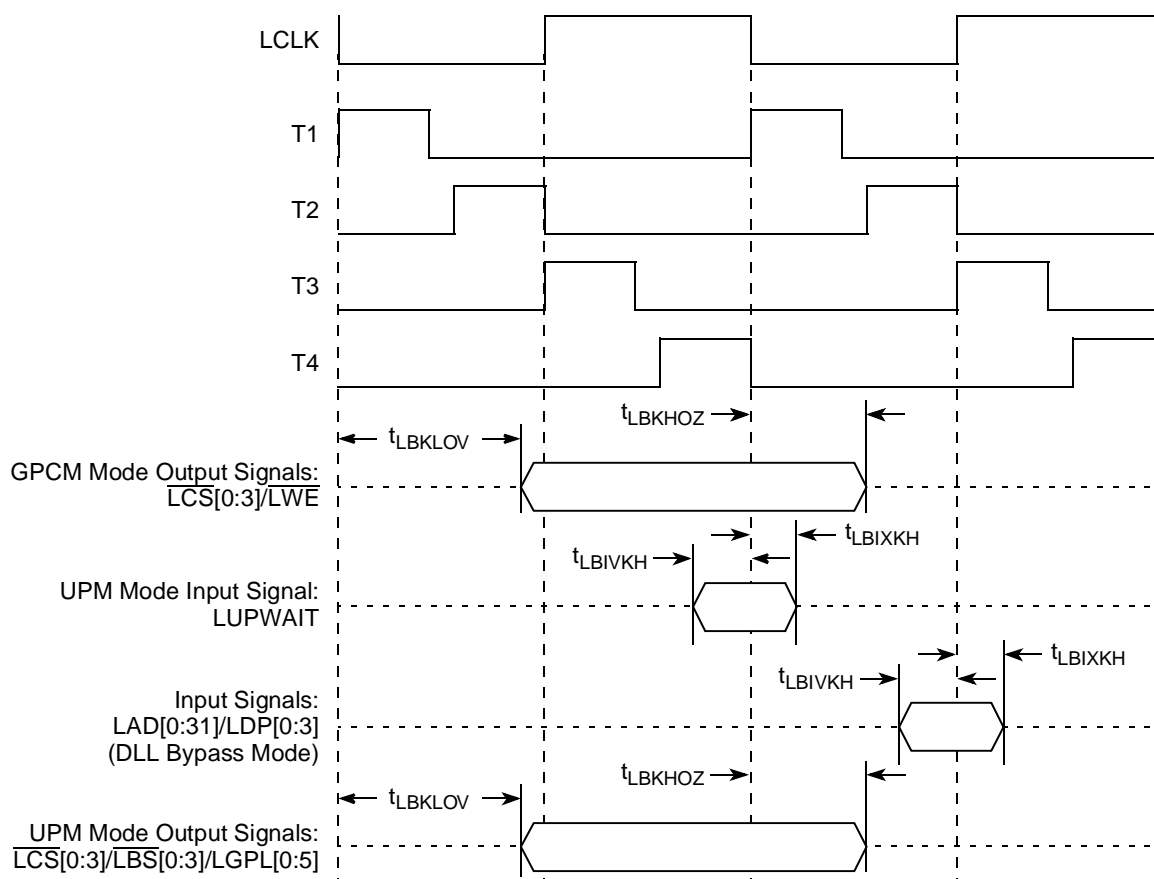 LCLK
T1
T2
T3
T4
tLBKHOZ
tLBKLOV
GPCM Mode Output Signals:
LCS[0:3]/LWE
tLBIXKH
tLBIVKH
UPM Mode Input Signal:
LUPWAIT
tLBIXKH
tLBIVKH
Input Signals:
LAD[0:31]/LDP[0:3]
(DLL Bypass Mode)
tLBKHOZ
tLBKLOV
UPM Mode Output Signals:
LCS[0:3]/LBS[0:3]/LGPL[0:5]